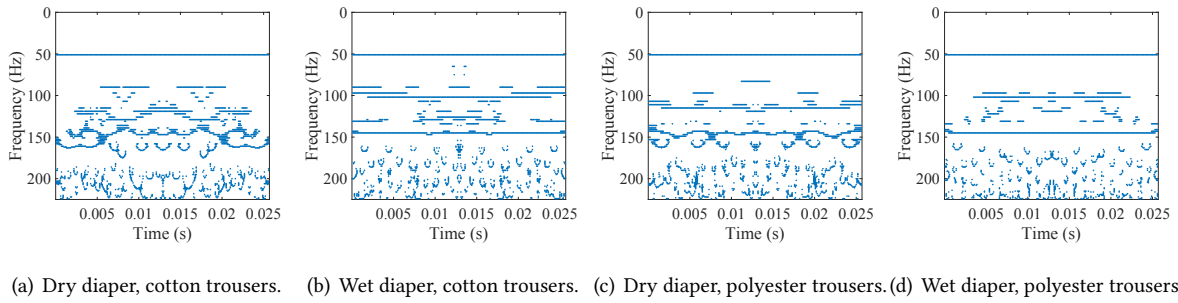 0
50
100
150
200
Frequency (Hz)
0.005 0.01 0.015 0.02 0.025
Time (s)
(a) Dry diaper, cotton trousers.
0
50
100
150
200
Frequency (Hz)
0.005 0.01 0.015 0.02 0.025
Time (s)
(b) Wet diaper, cotton trousers.
0
50
100
150
200
Frequency (Hz)
0.005 0.01 0.015 0.02 0.025
Time (s)
(c) Dry diaper, polyester trousers.
0
50
100
150
200
Frequency (Hz)
0.005 0.01 0.015 0.02 0.025
Time (s)
(d) Wet diaper, polyester trousers